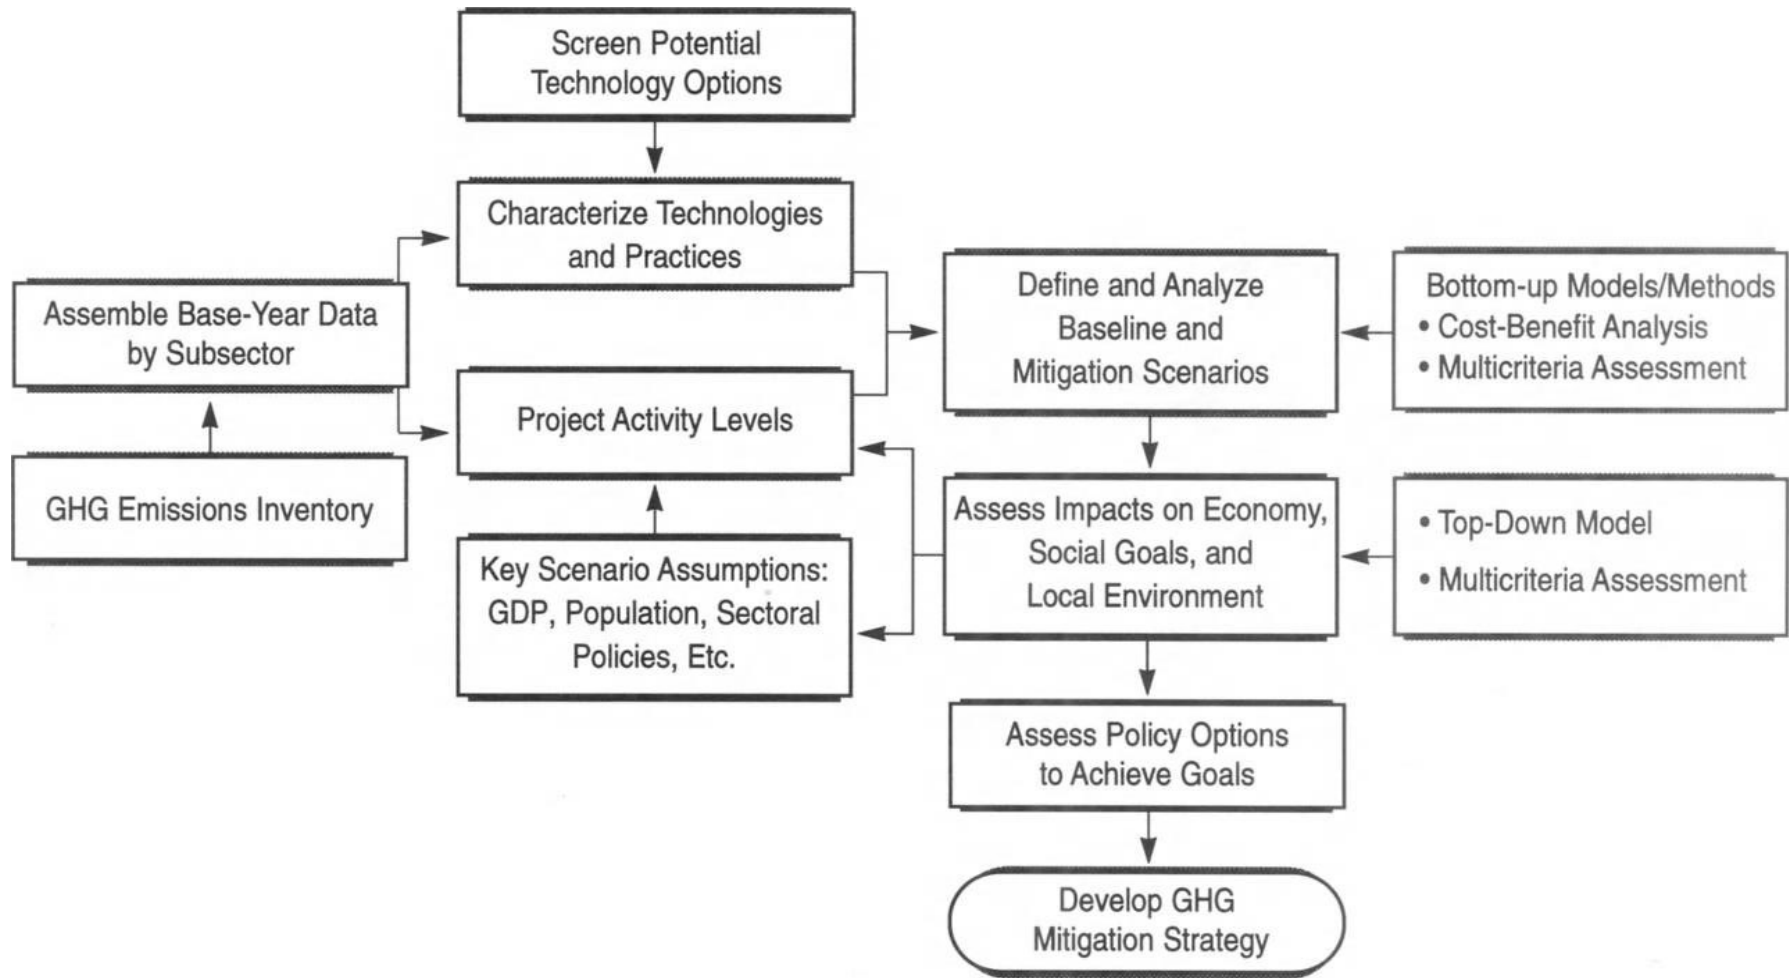 Screen Potential
Technology Options
Characterize Technologies
and Practices
Assemble Base-Year Data
by Subsector
Project Activity Levels
GHG Emissions Inventory
Key Scenario Assumptions:
GDP, Population, Sectoral
Policies, Etc.
Define and Analyze
Baseline and
Mitigation Scenarios
Bottom-up Models/Methods
• Cost-Benefit Analysis
• Multicriteria Assessment
Assess Impacts on Economy,
Social Goals, and
Local Environment
• Top-Down Model
• Multicriteria Assessment
Assess Policy Options
to Achieve Goals
Develop GHG
Mitigation Strategy